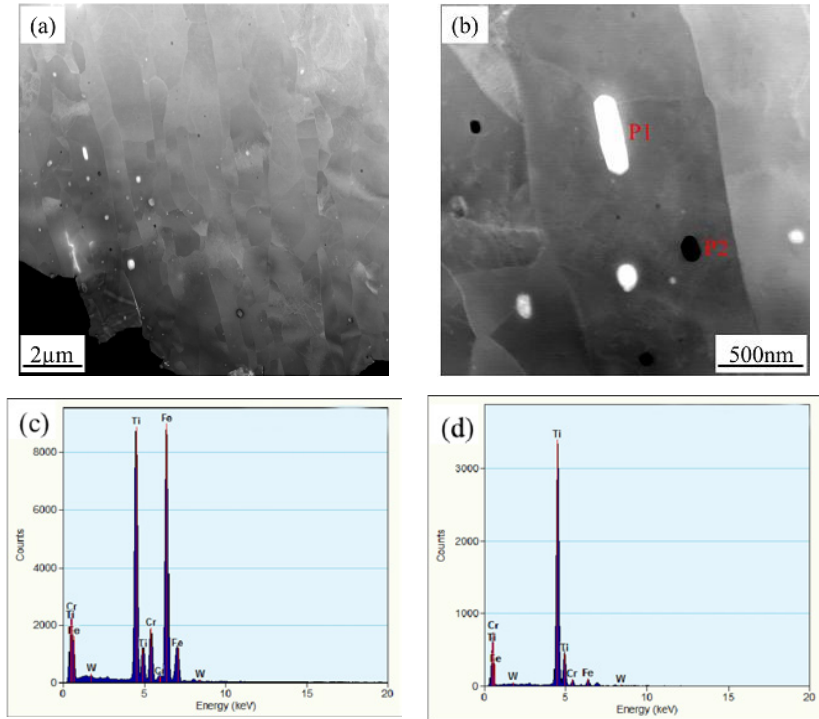 (a)
2µm
(b)
P1
P2
500nm
(c)
Ti
Fe
8000
6000
4000
2000
0
Counts
Cr
Ti
Fe
W
Ti
Cr
Cr
Fe
W
0
5
10
15
20
Energy (keV)
(d)
Ti
3000
2000
1000
0
Counts
Cr
Ti
Fe
W
Ti
Cr
Fe
W
0
5
10
15
20
Energy (keV)